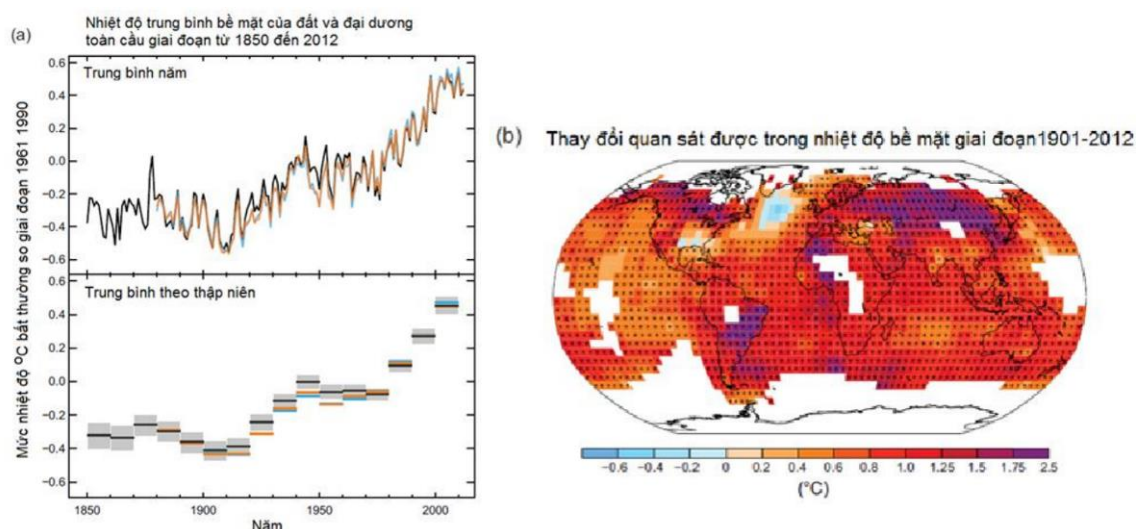 Nhiệt độ trung bình bề mặt của đất và đại dương
toàn cầu giai đoạn từ 1850 đến 2012
(a)
Trung bình năm
Trung bình theo thập niên
Mức nhiệt độ °C bất thường so giai đoạn 1961 1990
0.6
0.4
0.2
0.0
−0.2
−0.4
−0.6
0.4
0.2
0.0
−0.2
−0.4
−0.6
1850
1900
1950
2000
Năm
(b)
Thay đổi quan sát được trong nhiệt độ bề mặt giai đoạn1901-2012
−0.6 −0.4 −0.2 0 0.2 0.4 0.6 0.8 1.0 1.25 1.5 1.75 2.5
(°C)